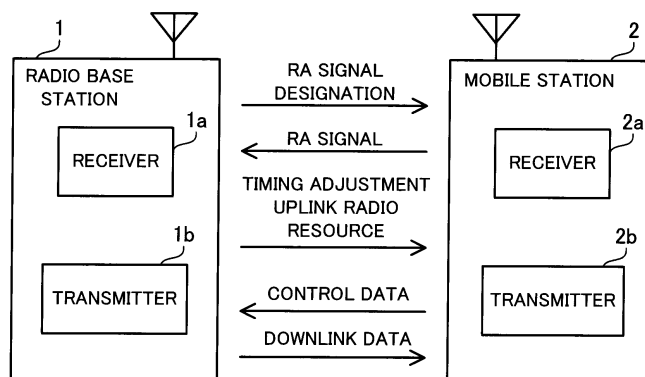 1
RADIO BASE
STATION
1a
RECEIVER
1b
TRANSMITTER
RA SIGNAL
DESIGNATION
RA SIGNAL
TIMING ADJUSTMENT
UPLINK RADIO
RESOURCE
CONTROL DATA
DOWNLINK DATA
2
MOBILE STATION
2a
RECEIVER
2b
TRANSMITTER